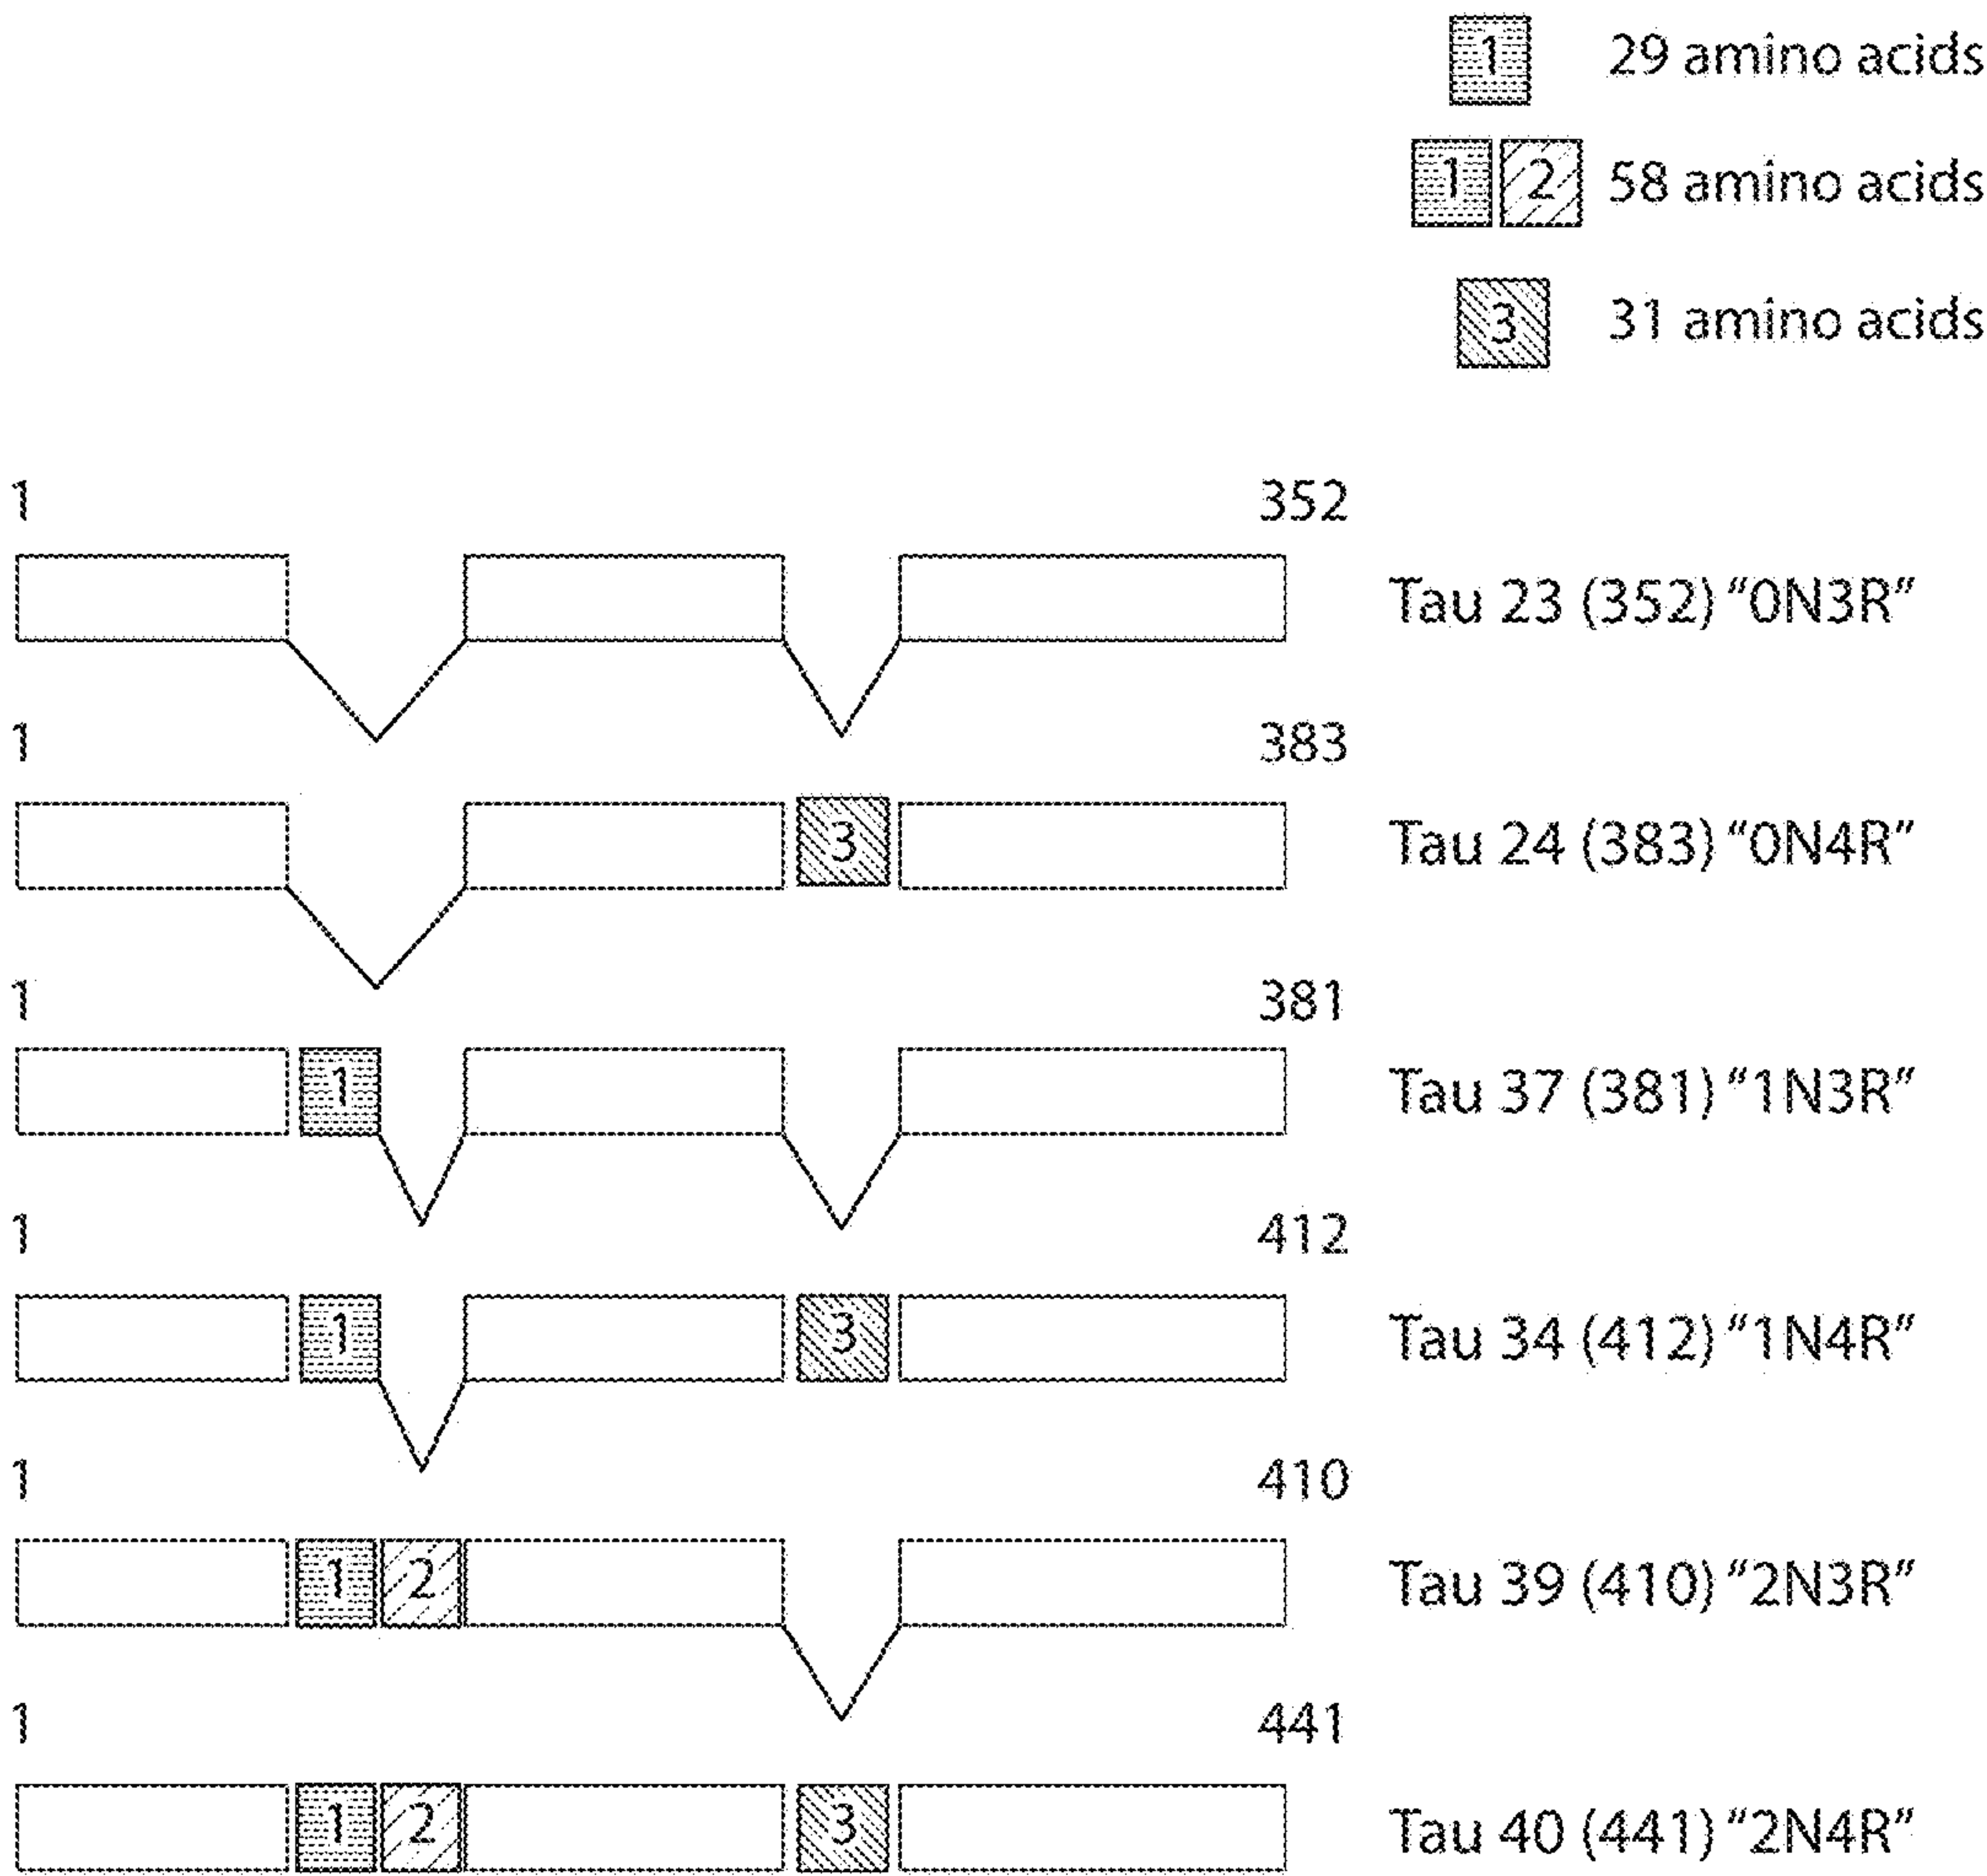 1 29 amino acids
1 2 58 amino acids
3 31 amino acids
1 352
Tau 23 (352) "0N3R"
1 383
3 Tau 24 (383) "0N4R"
1 381
1 Tau 37 (381) "1N3R"
1 412
1 3 Tau 34 (412) "1N4R"
1 410
1 2 Tau 39 (410) "2N3R"
1 441
1 2 3 Tau 40 (441) "2N4R"